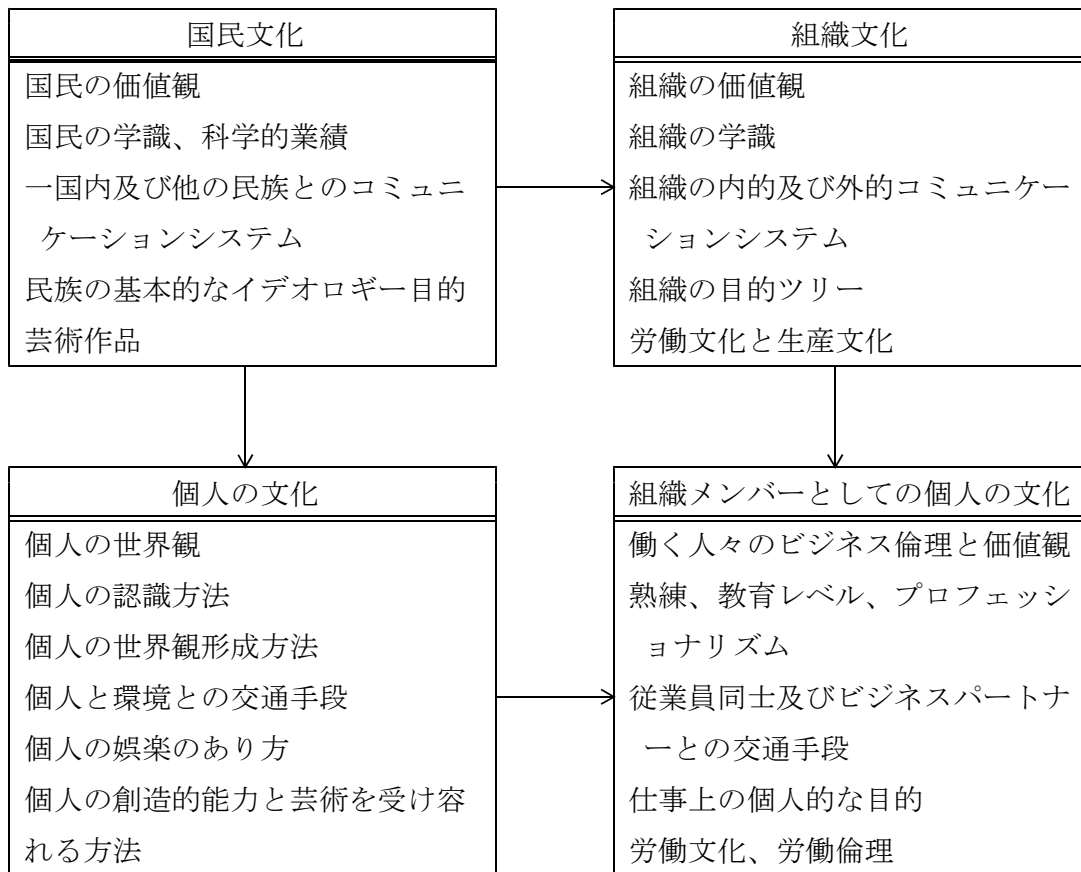 国民文化
国民の価値観
国民の学識、科学的業績
一国内及び他の民族とのコミュニ
ケーションシステム
民族の基本的なイデオロギー目的
芸術作品
組織文化
組織の価値観
組織の学識
組織の内的及び外的コミュニケー
ションシステム
組織の目的ツリー
労働文化と生産文化
個人の文化
個人の世界観
個人の認識方法
個人の世界観形成方法
個人と環境との交通手段
個人の娯楽のあり方
個人の創造的能力と芸術を受け容
れる方法
組織メンバーとしての個人の文化
働く人々のビジネス倫理と価値観
熟練、教育レベル、プロフェッシ
ョナリズム
従業員同士及びビジネスパートナ
ーとの交通手段
仕事上の個人的な目的
労働文化、労働倫理